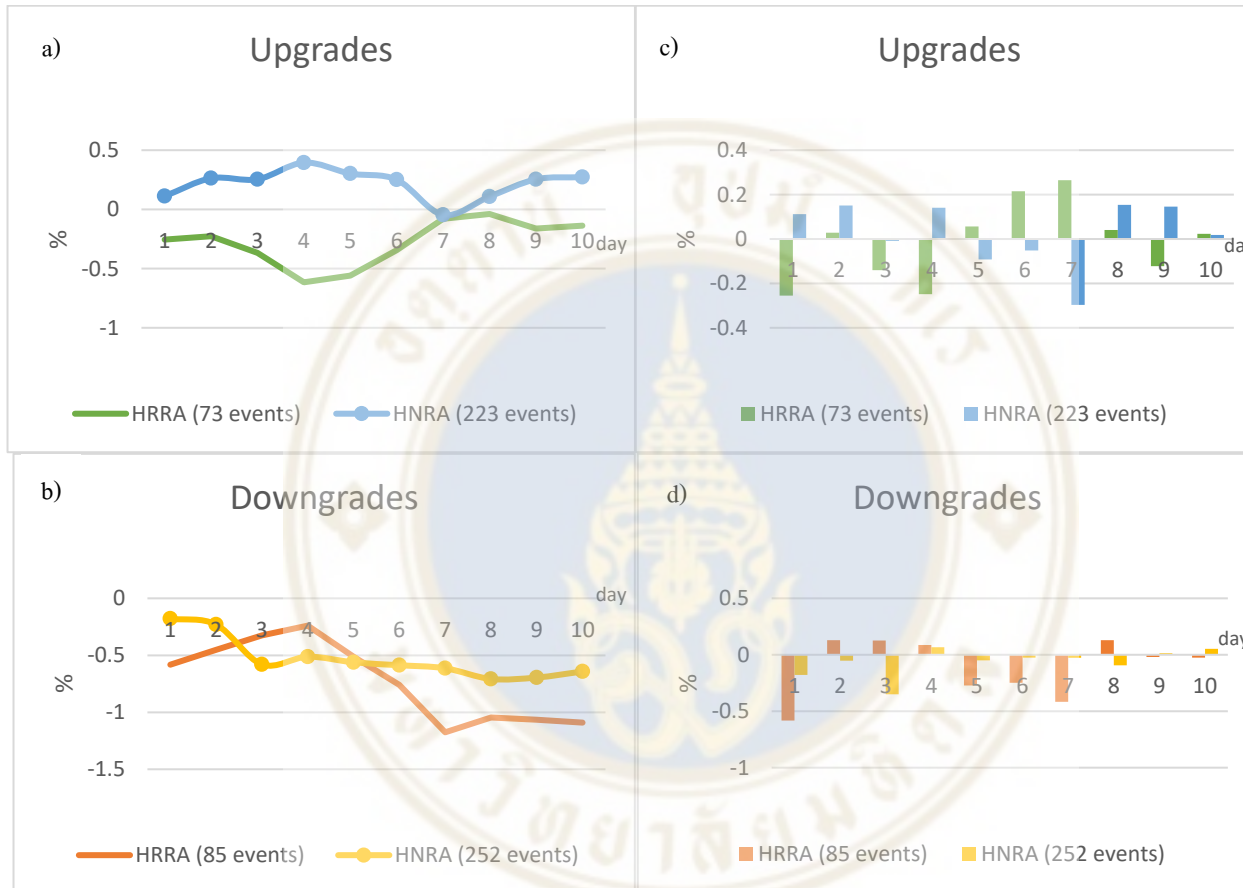 a)
Upgrades
0.5
0
-0.5
-1
%
1 2 3 4 5 6 7 8 9 10
day
HRRA (73 events) HNRA (223 events)
c)
Upgrades
0.4
0.2
0
-0.2
-0.4
%
1 2 3 4 5 6 7 8 9 10
day
HRRA (73 events) HNRA (223 events)
b)
Downgrades
0
-0.5
-1
-1.5
%
1 2 3 4 5 6 7 8 9 10
day
HRRA (85 events) HNRA (252 events)
d)
Downgrades
0.5
0
-0.5
-1
%
1 2 3 4 5 6 7 8 9 10
day
HRRA (85 events) HNRA (252 events)